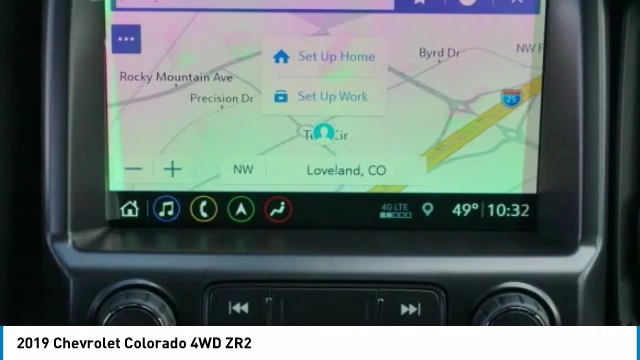 Set Up Home
Byrd Dr
NW F
Rocky Mountain Ave
Set Up Work
Precision Dr
25
NW
Loveland, CO
4G LTE
49° 10:32
2019 Chevrolet Colorado 4WD ZR2